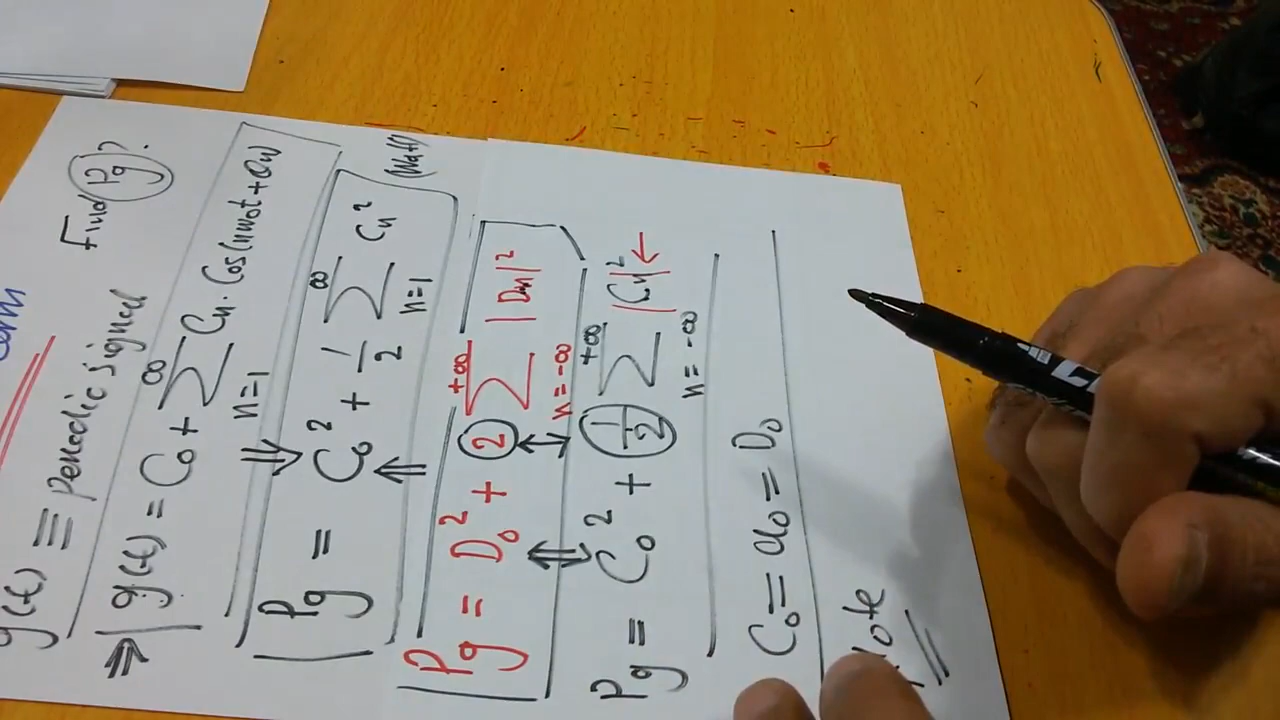 Find Pg?
g(t) ≡ periodic signal
⇒ g(t) = C₀ + ∑_{n=1}^{∞} Cₙ. Cos(nω₀t + θₙ)
Pg = C₀² + 1/2 ∑_{n=1}^{∞} Cₙ² (Watt)
Pg = D₀² + 2 ∑_{n=-∞}^{+∞} |Dₙ|²
Pg = C₀² + 1/2 ∑_{n=-∞}^{+∞} |Cₙ|² ←
C₀ = a₀ = D₀
Note